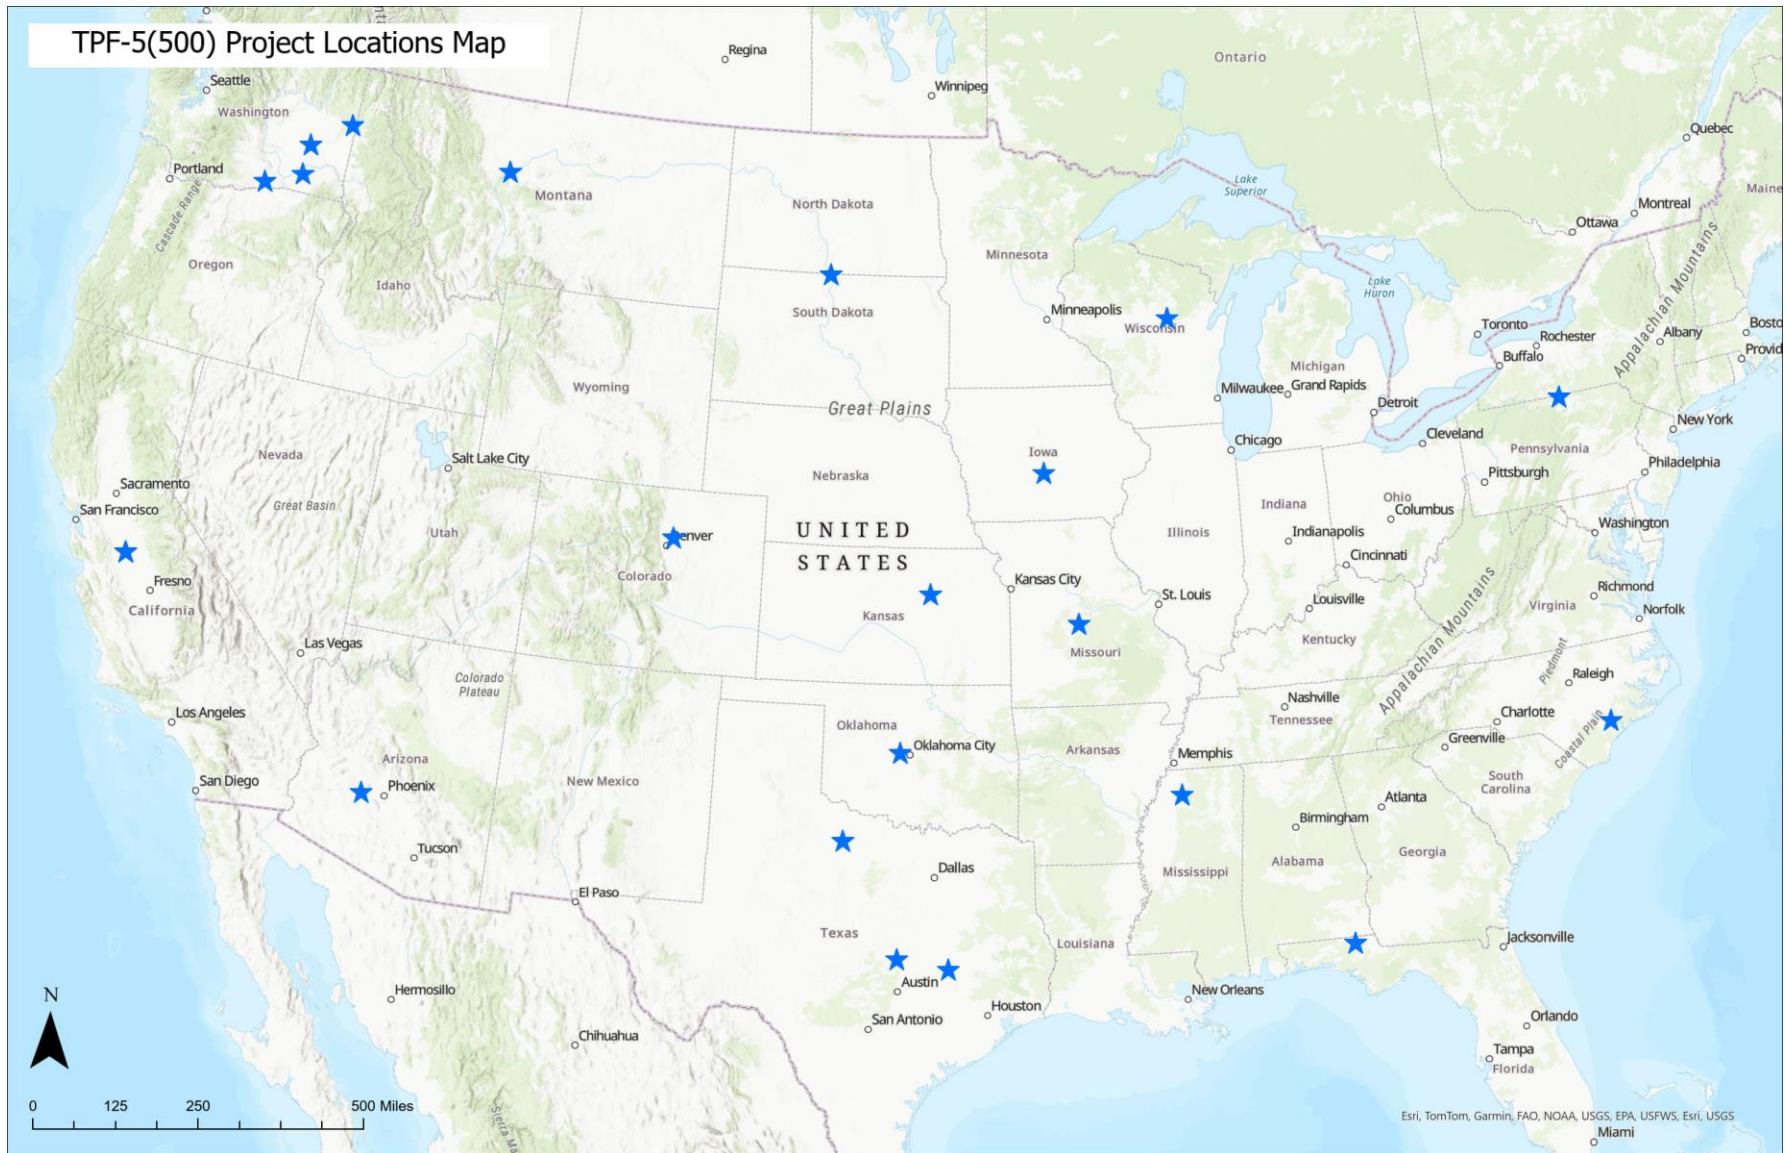 TPF-5(500) Project Locations Map
Regina
Winnipeg
Ontario
Seattle
Washington
Quebec
Portland
Cascade Range
Montana
Lake
Superior
Maine
North Dakota
Montreal
Ottawa
Oregon
Minnesota
Appalachian Mountains
Idaho
Lake
Huron
South Dakota
Minneapolis
Wisconsin
Toronto
Rochester
Albany
Bosto
Buffalo
Provid
Michigan
Wyoming
Milwaukee
Grand Rapids
Detroit
Great Plains
New York
Cleveland
Chicago
Nevada
Salt Lake City
Iowa
Pennsylvania
Philadelphia
Nebraska
Pittsburgh
Sacramento
San Francisco
Great Basin
Indiana
Ohio
Columbus
Washington
Utah
UNITED
STATES
Illinois
Indianapolis
Cincinnati
enver
Colorado
Fresno
California
Kansas City
St. Louis
Louisville
Richmond
Virginia
Norfolk
Kansas
Kentucky
Appalachian Mountains
Las Vegas
Missouri
Piedmont
Raleigh
Colorado
Plateau
Nashville
Tennessee
Charlotte
Los Angeles
Oklahoma
Oklahoma City
Arkansas
Memphis
Greenville
Coastal Plain
Arizona
San Diego
Phoenix
New Mexico
South
Carolina
Atlanta
Birmingham
Tucson
Dallas
Mississippi
Alabama
Georgia
El Paso
Texas
Louisiana
Jacksonville
Hermosillo
Austin
New Orleans
Houston
San Antonio
Orlando
Chihuahua
Tampa
Florida
N
0 125 250 500 Miles
Esri, TomTom, Garmin, FAO, NOAA, USGS, EPA, USFWS, Esri, USGS
Miami